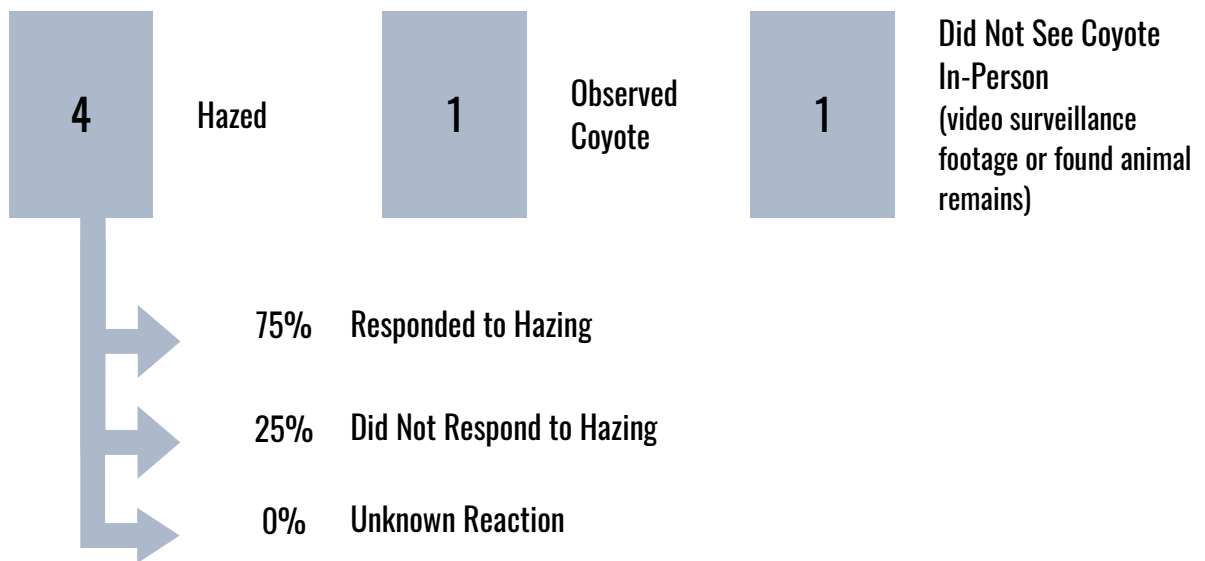 4
Hazed
1
Observed
Coyote
1
Did Not See Coyote
In-Person
(video surveillance
footage or found animal
remains)
75% Responded to Hazing
25% Did Not Respond to Hazing
0% Unknown Reaction